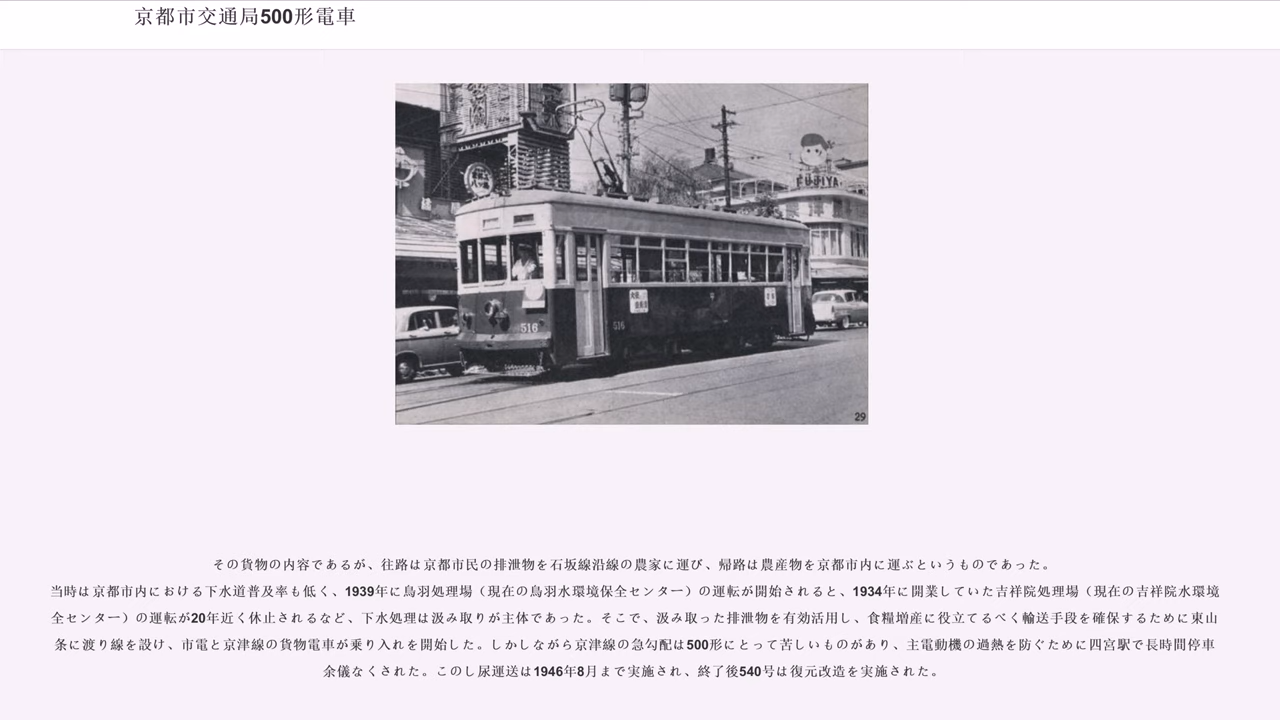 京都市交通局500形電車
FUJIYA
516
516
29
その貨物の内容であるが、往路は京都市民の排泄物を石坂線沿線の農家に運び、帰路は農産物を京都市内に運ぶというものであった。
当時は京都市内における下水道普及率も低く、1939年に鳥羽処理場（現在の鳥羽水環境保全センター）の運転が開始されると、1934年に開業していた吉祥院処理場（現在の吉祥院水環境
全センター）の運転が20年近く休止されるなど、下水処理は汲み取りが主体であった。そこで、汲み取った排泄物を有効活用し、食糧増産に役立てるべく輸送手段を確保するために東山
条に渡り線を設け、市電と京津線の貨物電車が乗り入れを開始した。しかしながら京津線の急勾配は500形にとって苦しいものがあり、主電動機の過熱を防ぐために四宮駅で長時間停車
余儀なくされた。このし尿運送は1946年8月まで実施され、終了後540号は復元改造を実施された。